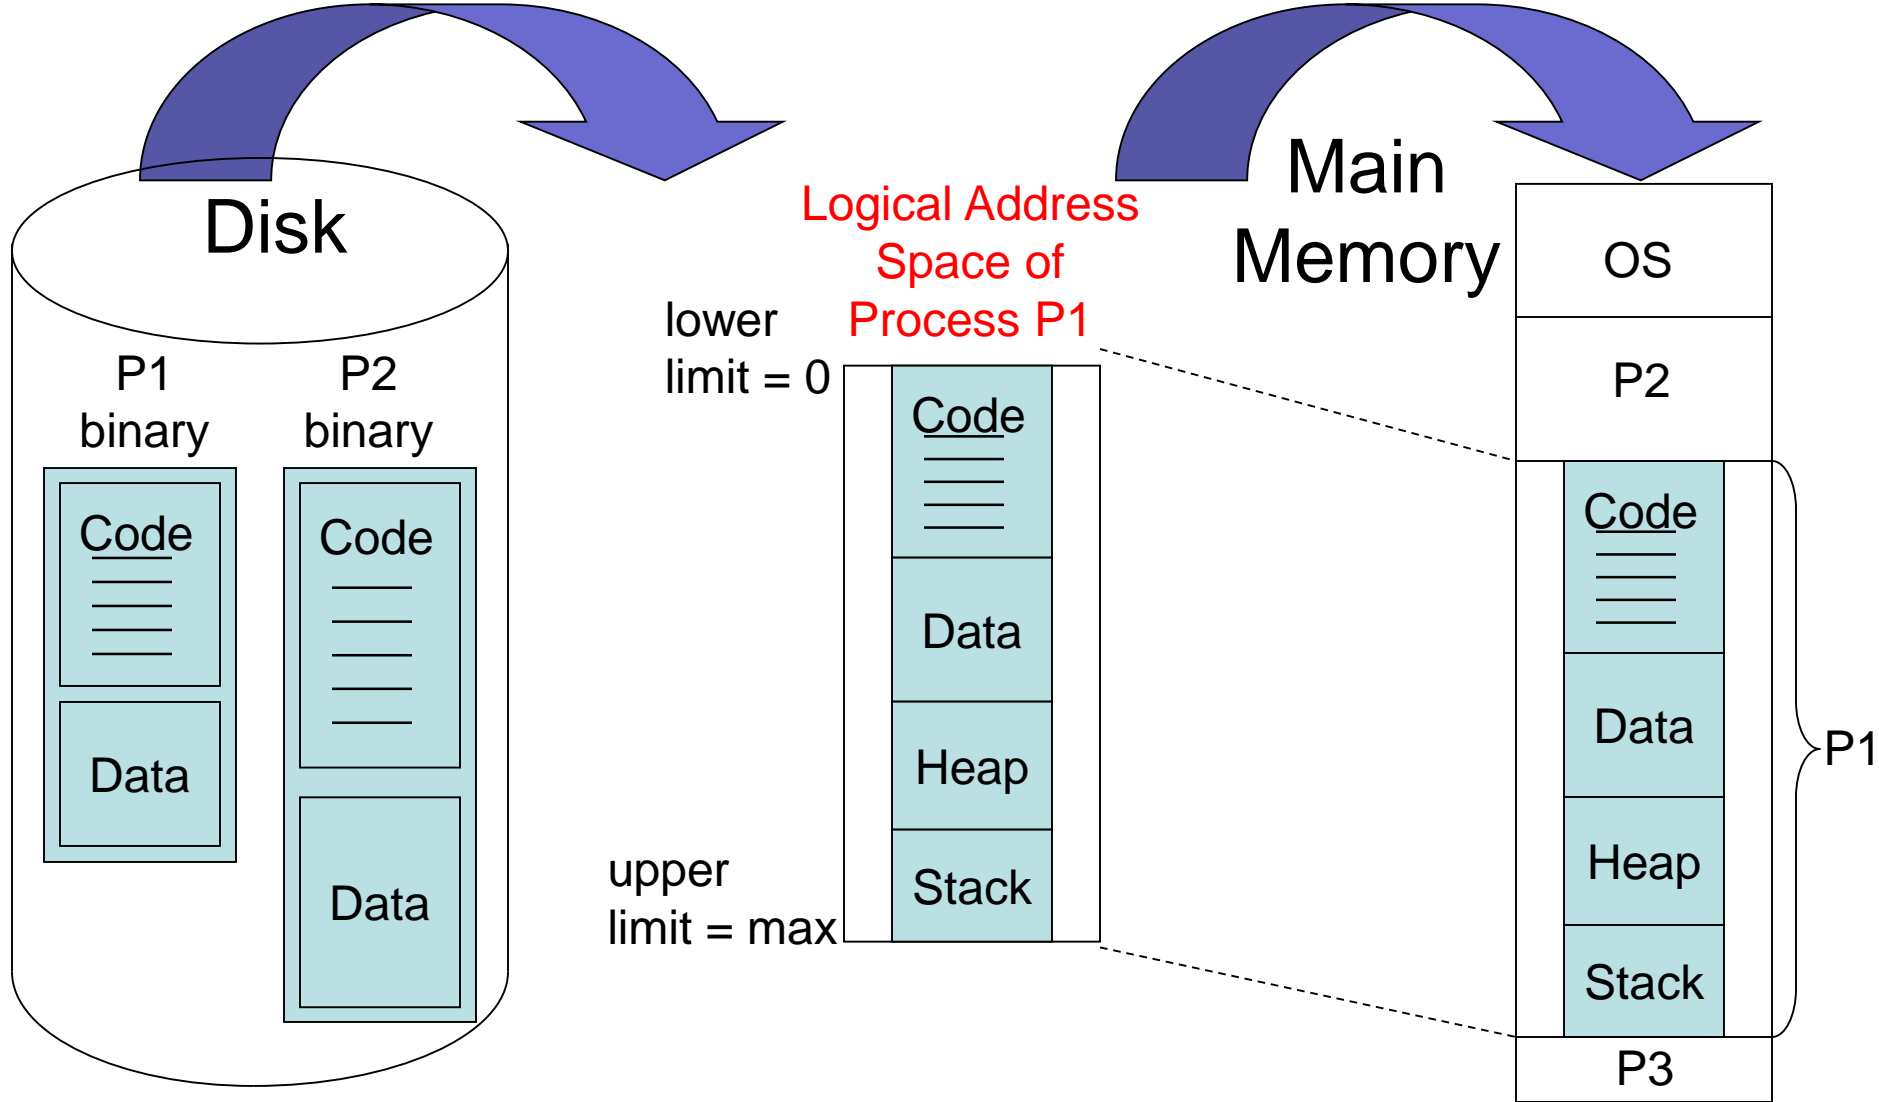 Disk
P1
binary
Code
Data
P2
binary
Code
Data
Logical Address
Space of
Process P1
lower
limit = 0
Code
Data
Heap
Stack
upper
limit = max
Main
Memory
OS
P2
Code
Data
Heap
Stack
P1
P3